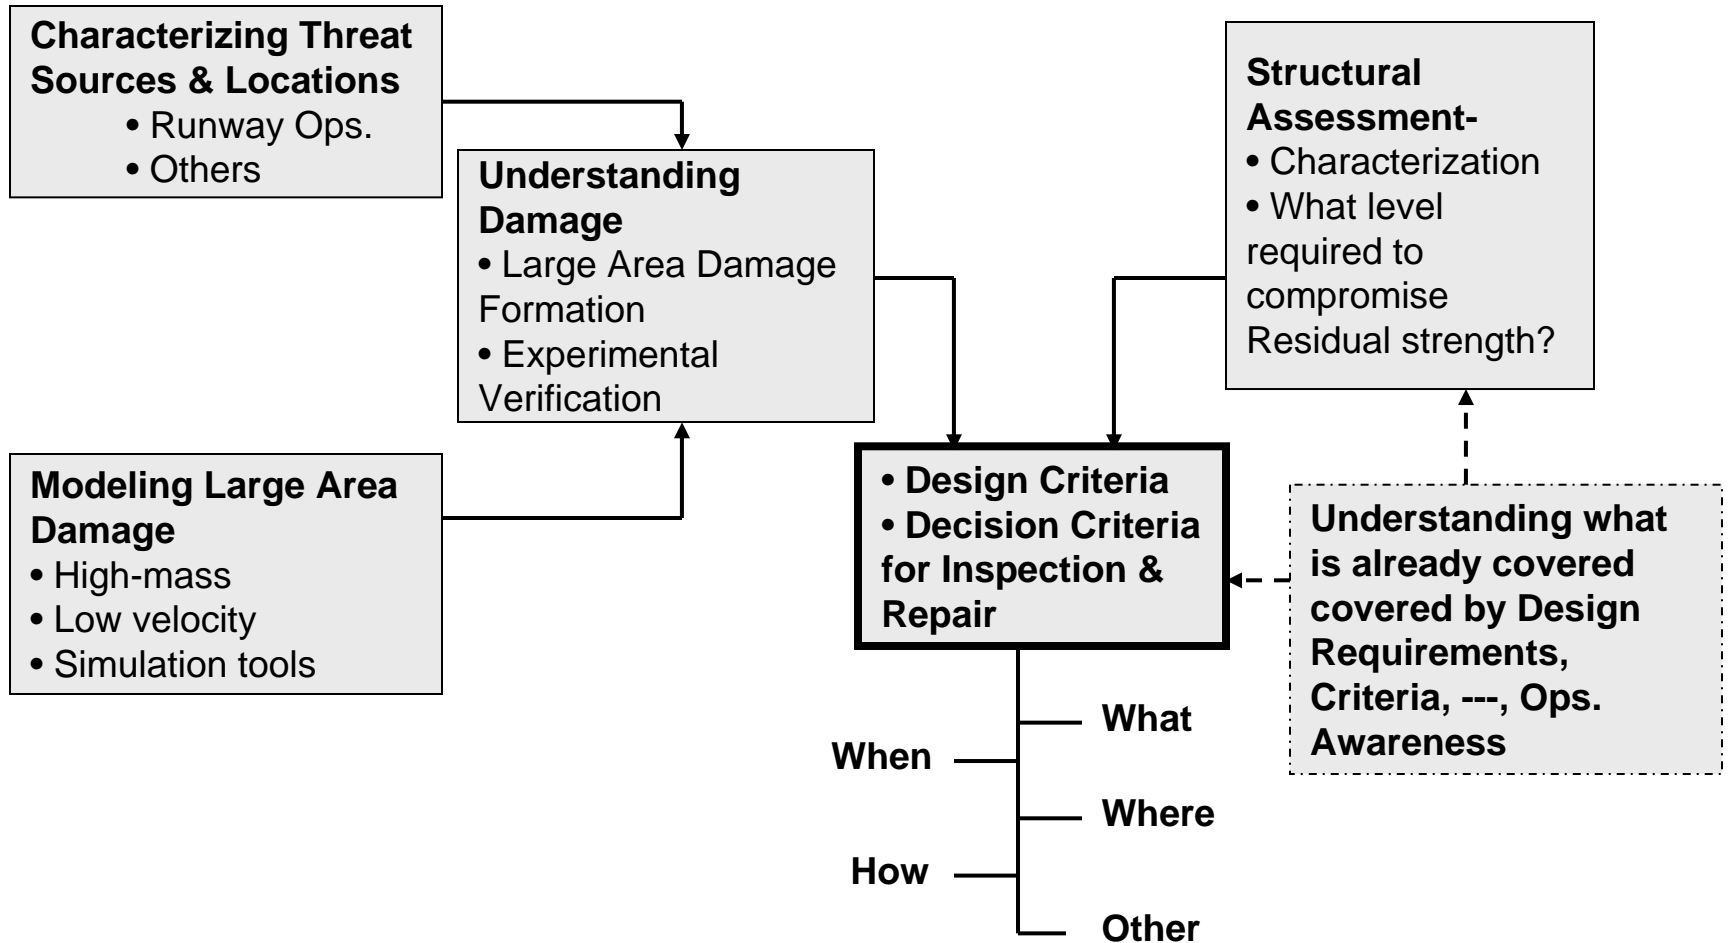 Characterizing Threat
Sources & Locations
• Runway Ops.
• Others
Understanding
Damage
• Large Area Damage
Formation
• Experimental
Verification
Modeling Large Area
Damage
• High-mass
• Low velocity
• Simulation tools
Structural
Assessment-
• Characterization
• What level
required to
compromise
Residual strength?
• Design Criteria
• Decision Criteria
for Inspection &
Repair
Understanding what
is already covered
covered by Design
Requirements,
Criteria, ---, Ops.
Awareness
What
When
Where
How
Other